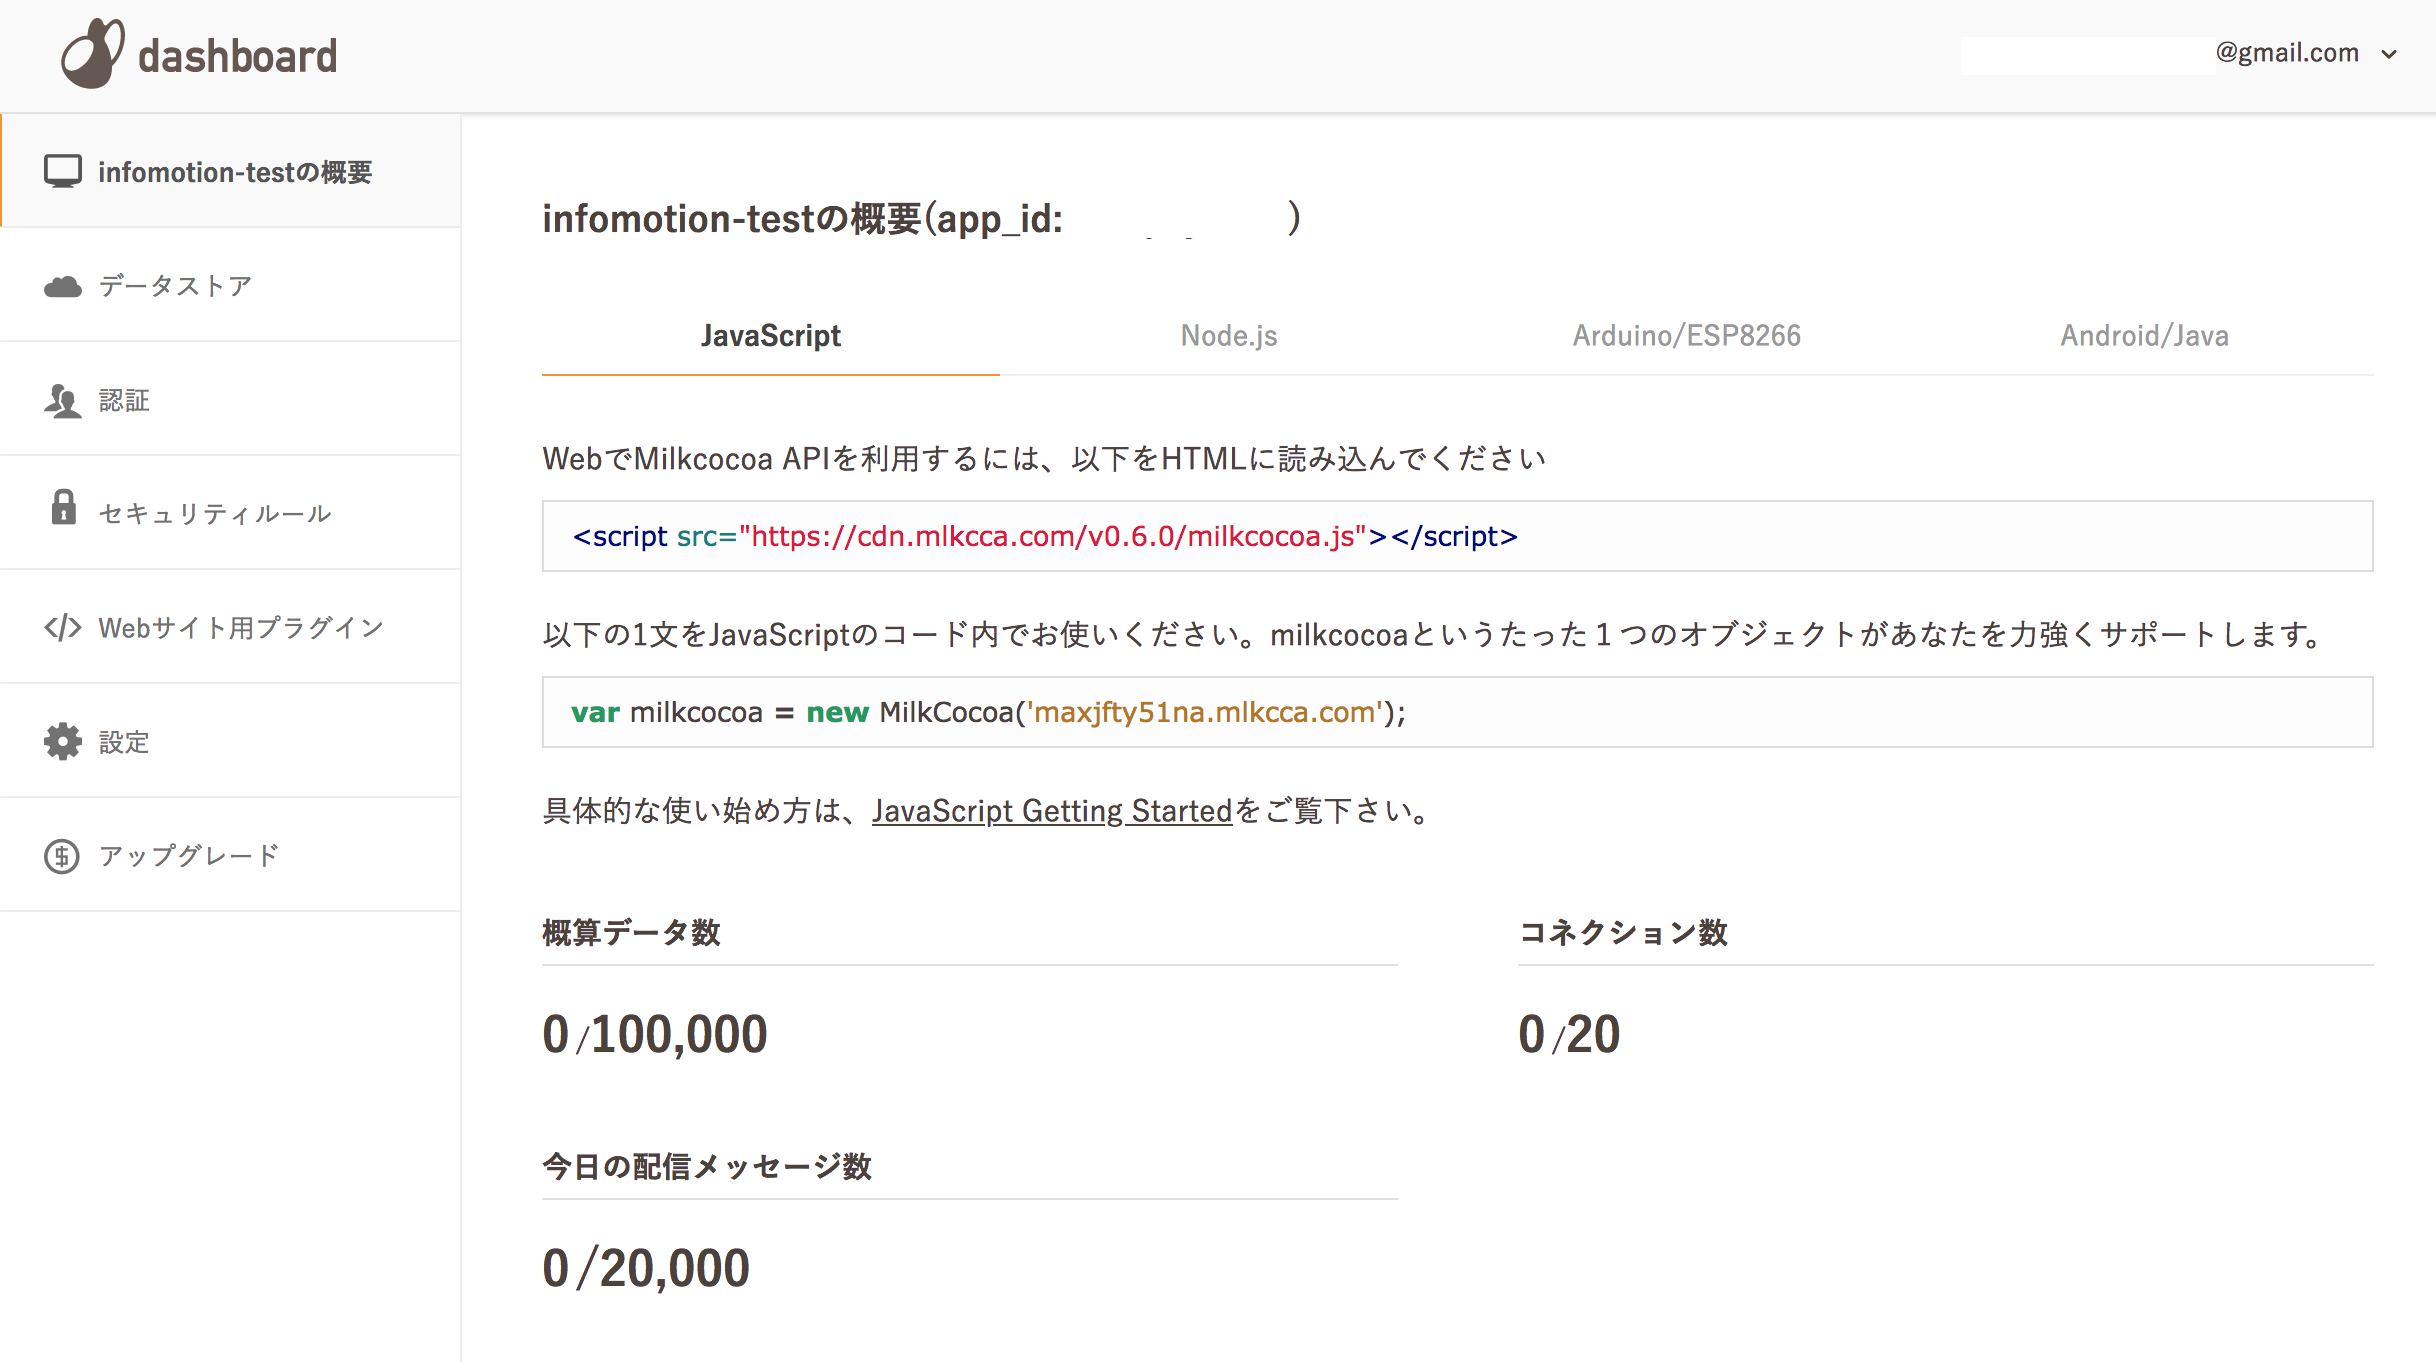 dashboard
@gmail.com
infomotion-testの概要
データストア
認証
セキュリティルール
Webサイト用プラグイン
設定
アップグレード
infomotion-testの概要(app_id: )
JavaScript Node.js Arduino/ESP8266 Android/Java
WebでMilkcocoa APIを利用するには、以下をHTMLに読み込んでください
<script src="https://cdn.mlkcca.com/v0.6.0/milkcocoa.js"></script>
以下の1文をJavaScriptのコード内でお使いください。milkcocoaというたった１つのオブジェクトがあなたを力強くサポートします。
var milkcocoa = new MilkCocoa('maxjfty51na.mlkcca.com');
具体的な使い始め方は、JavaScript Getting Startedをご覧下さい。
概算データ数 コネクション数
0/100,000 0/20
今日の配信メッセージ数
0/20,000